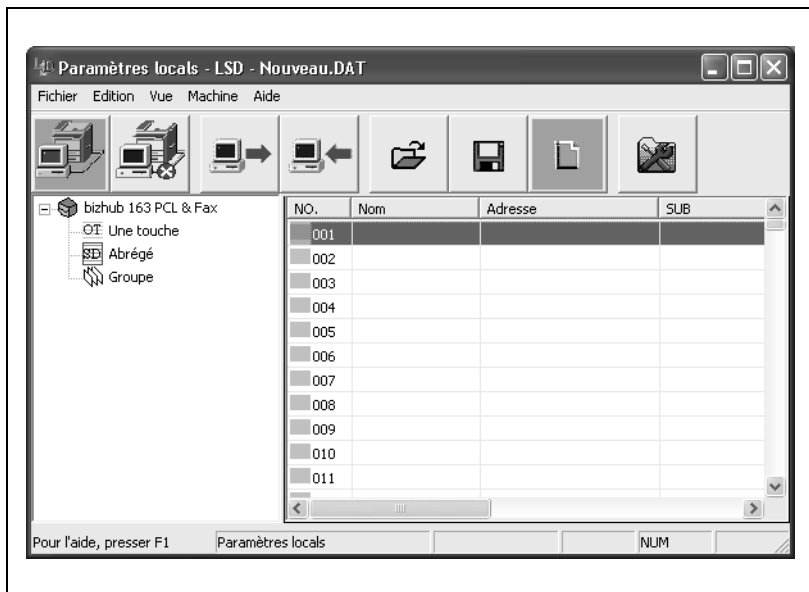 Paramètres locals - LSD - Nouveau.DAT
Fichier Edition Vue Machine Aide
bizhub 163 PCL & Fax
OT Une touche
SD Abrégé
Groupe
NO. Nom Adresse SUB
001
002
003
004
005
006
007
008
009
010
011
Pour l'aide, presser F1 Paramètres locals NUM